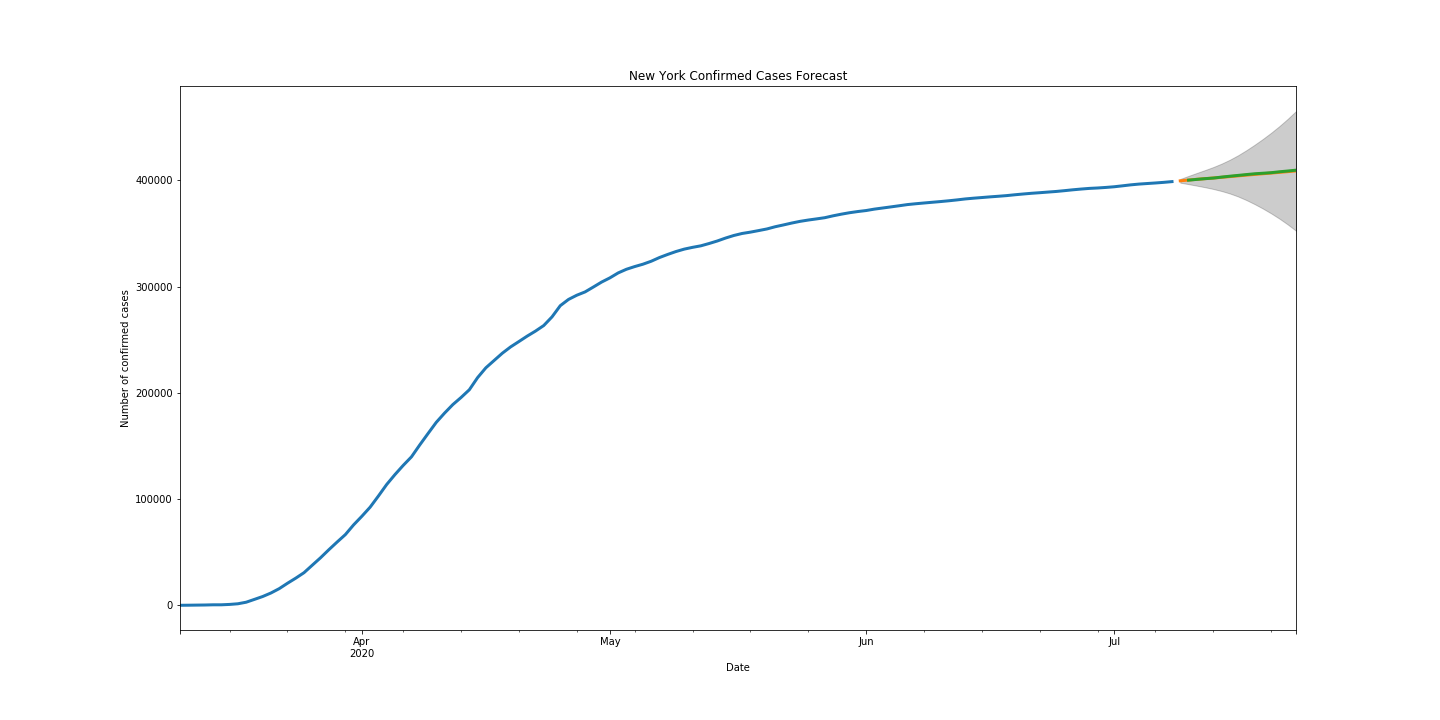 New York Confirmed Cases Forecast
Number of confirmed cases
400000
300000
200000
100000
0
Apr
2020
May
Jun
Jul
Date